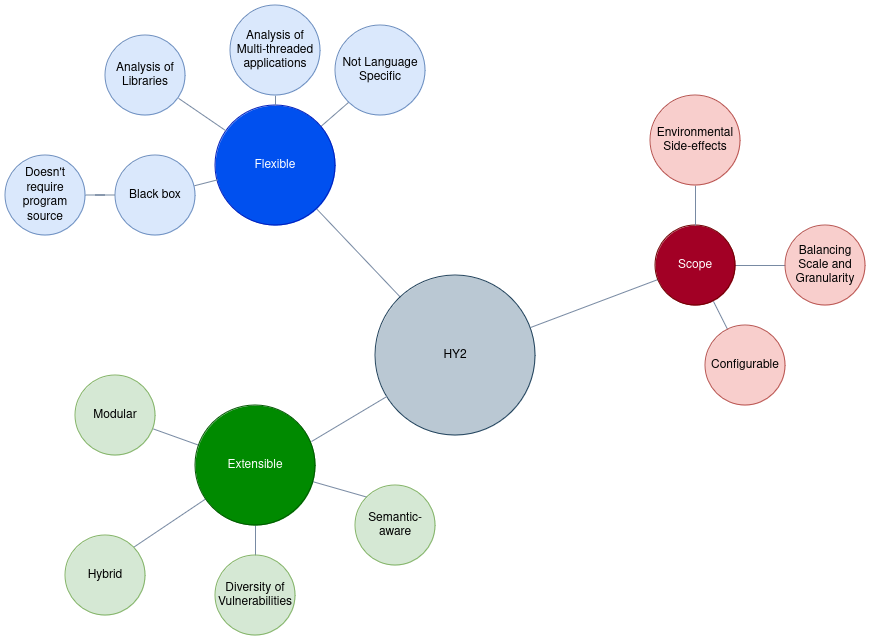 Analysis of
Multi-threaded
applications
Analysis of
Libraries
Not Language
Specific
Flexible
Doesn't
require
program
source
Black box
Environmental
Side-effects
Scope
Balancing
Scale and
Granularity
Configurable
HY2
Modular
Extensible
Semantic-
aware
Hybrid
Diversity of
Vulnerabilities